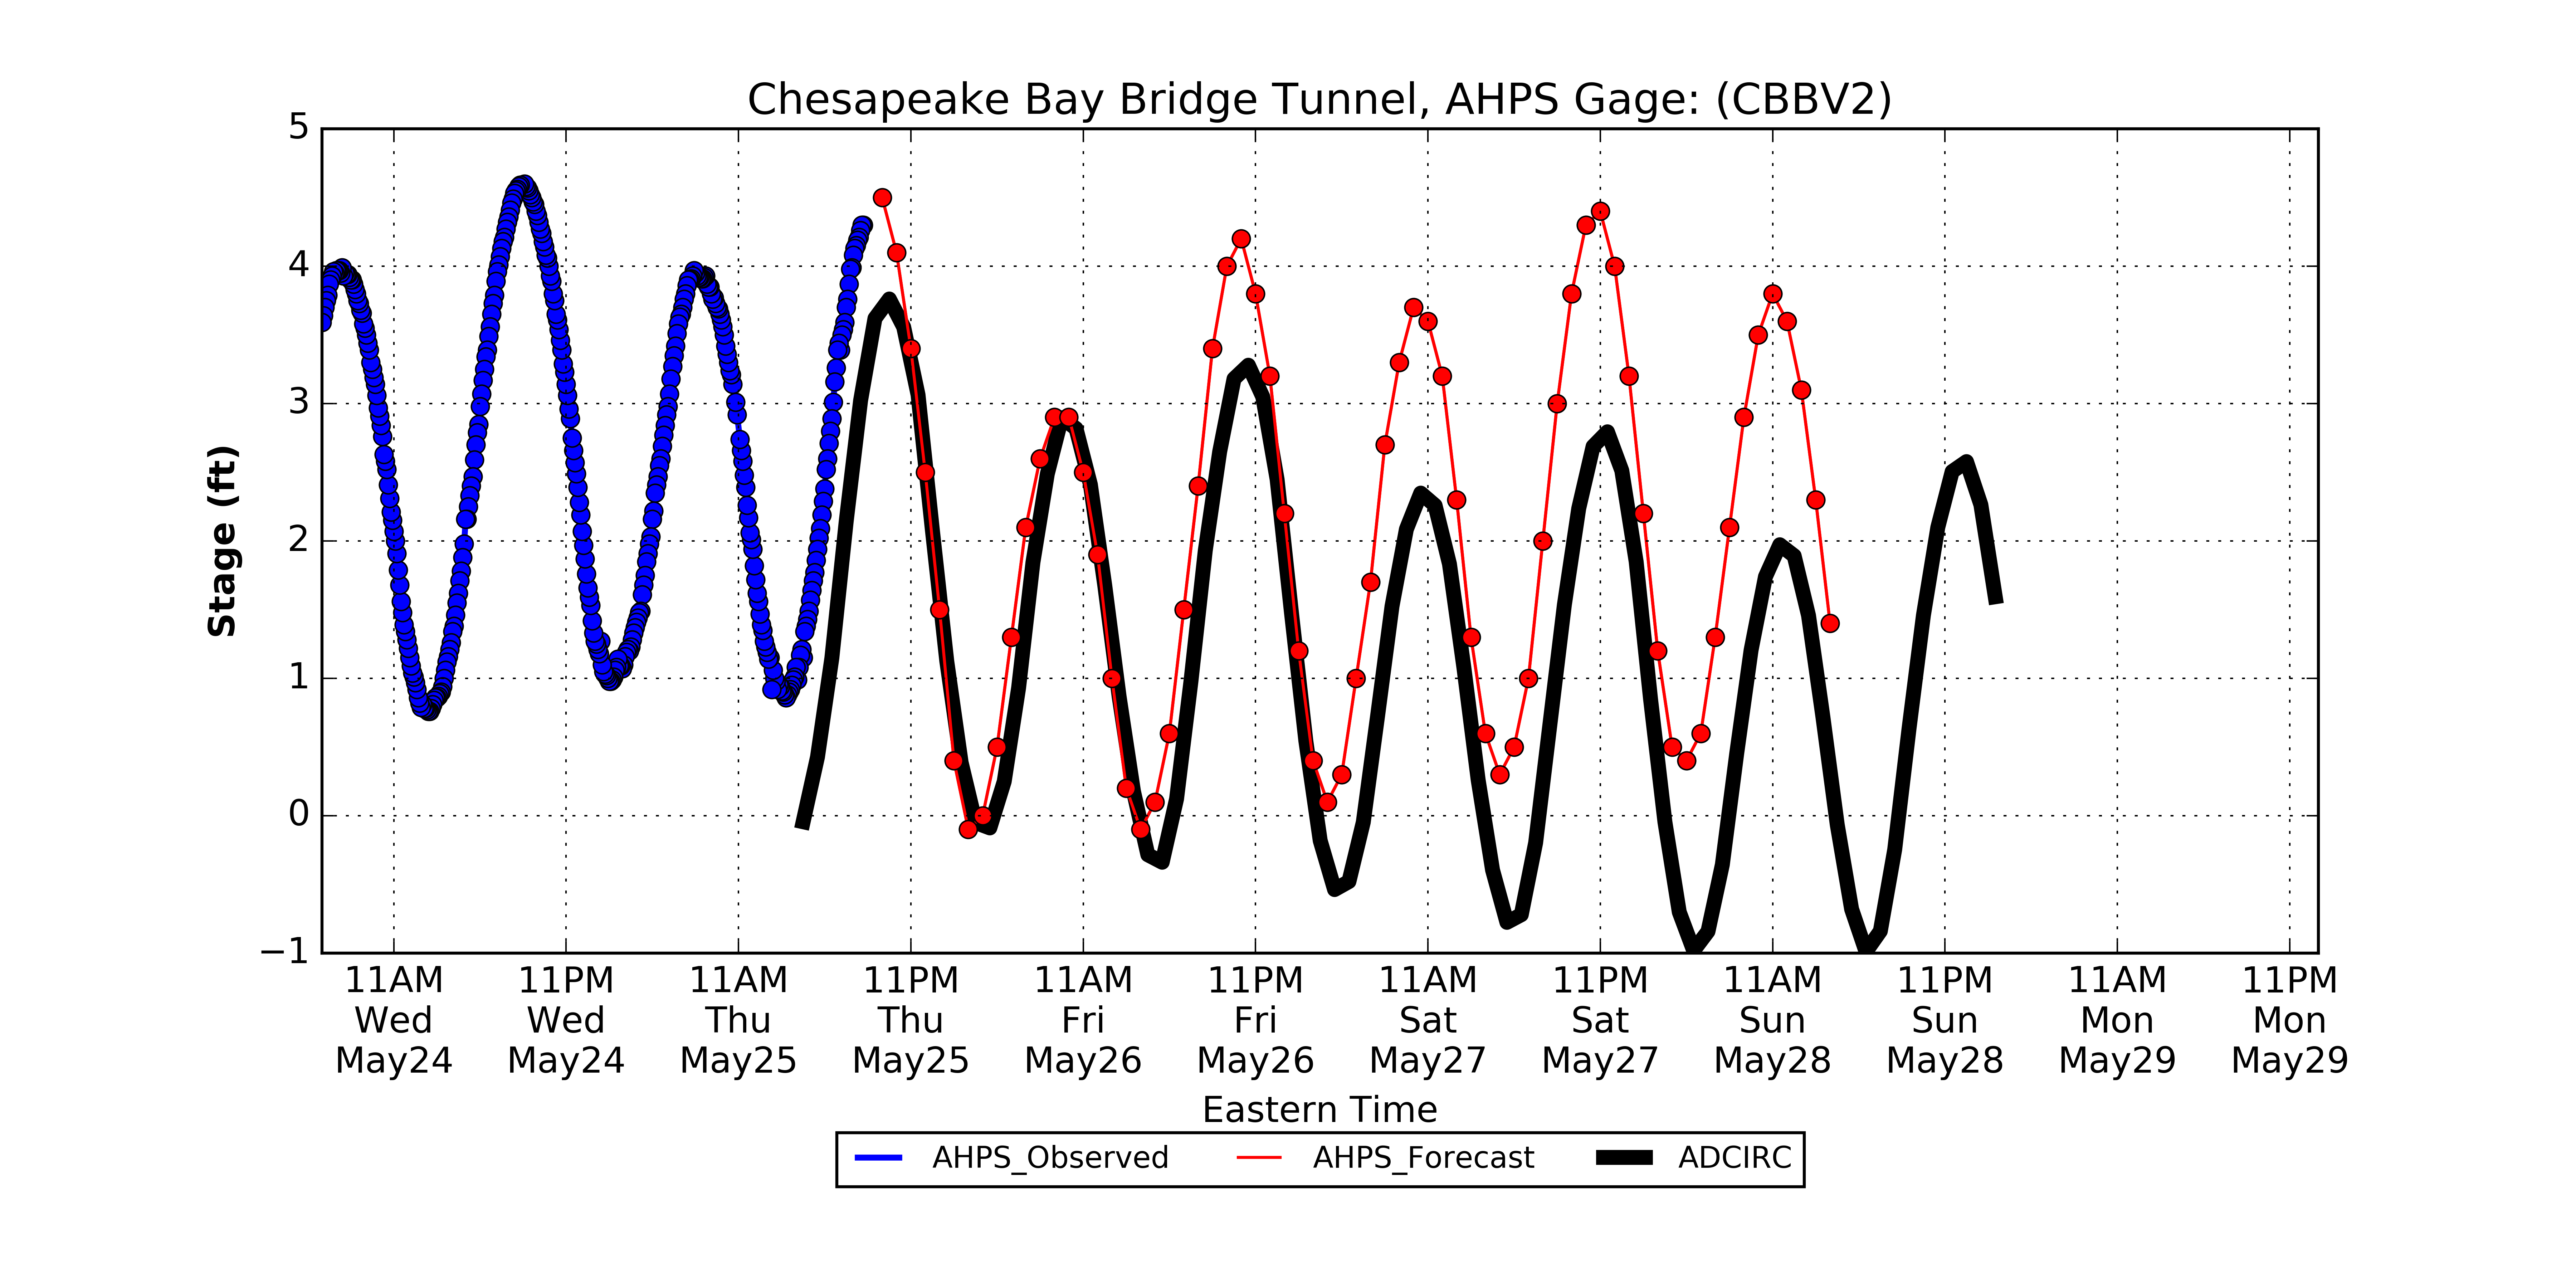 Chesapeake Bay Bridge Tunnel, AHPS Gage: (CBBV2)
5
4
3
2
1
0
−1
Stage (ft)
11AM 11PM 11AM 11PM 11AM 11PM 11AM 11PM 11AM 11PM 11AM 11PM
Wed Wed Thu Thu Fri Fri Sat Sat Sun Sun Mon Mon
May24 May24 May25 May25 May26 May26 May27 May27 May28 May28 May29 May29
Eastern Time
AHPS_Observed AHPS_Forecast ADCIRC